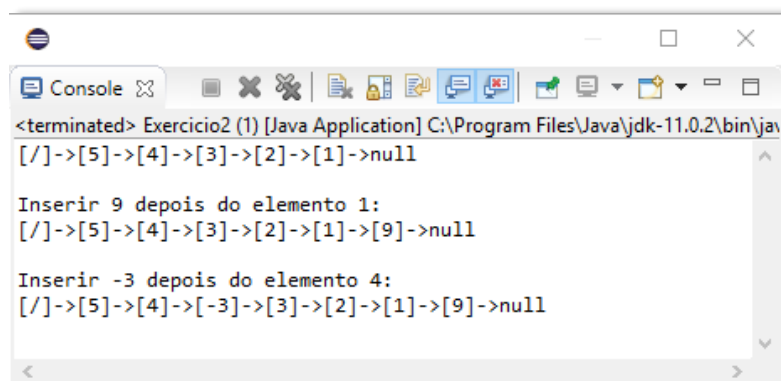 Console
<terminated> Exercicio2 (1) [Java Application] C:\Program Files\Java\jdk-11.0.2\bin\jav
[/]->[5]->[4]->[3]->[2]->[1]->null
Inserir 9 depois do elemento 1:
[/]->[5]->[4]->[3]->[2]->[1]->[9]->null
Inserir -3 depois do elemento 4:
[/]->[5]->[4]->[-3]->[3]->[2]->[1]->[9]->null